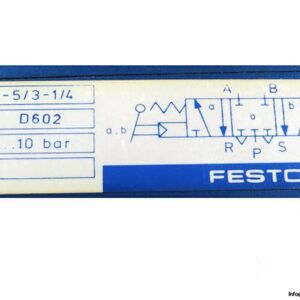 -5/3-1/4
D602
...10 bar
a,b
a
A
B
o
b
R
P
S
FESTO